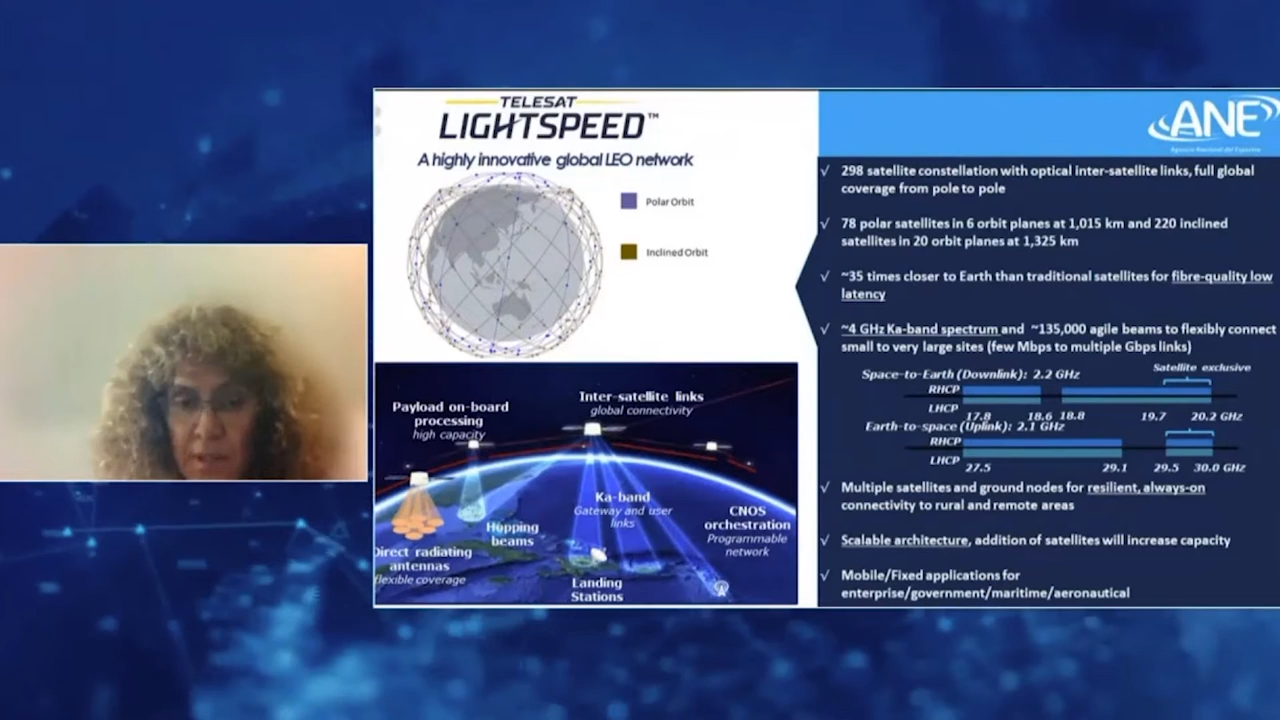 TELESAT
LIGHTSPEED™
A highly innovative global LEO network
Polar Orbit
Inclined Orbit
Payload on-board
processing
high capacity
Inter-satellite links
global connectivity
Ka-band
Gateway and user
links
CNOS
orchestration
Programmable
network
Hopping
beams
Direct radiating
antennas
flexible coverage
Landing
Stations
ANE
Agencia Nacional del Espectro
√ 298 satellite constellation with optical inter-satellite links, full global
coverage from pole to pole
√ 78 polar satellites in 6 orbit planes at 1,015 km and 220 inclined
satellites in 20 orbit planes at 1,325 km
√ ~35 times closer to Earth than traditional satellites for fibre-quality low
latency
√ ~4 GHz Ka-band spectrum and ~135,000 agile beams to flexibly connect
small to very large sites (few Mbps to multiple Gbps links)
Satellite exclusive
Space-to-Earth (Downlink): 2.2 GHz
RHCP
LHCP
17.8 18.6 18.8 19.7 20.2 GHz
Earth-to-space (Uplink): 2.1 GHz
RHCP
LHCP
27.5 29.1 29.5 30.0 GHz
√ Multiple satellites and ground nodes for resilient, always-on
connectivity to rural and remote areas
√ Scalable architecture, addition of satellites will increase capacity
√ Mobile/Fixed applications for
enterprise/government/maritime/aeronautical